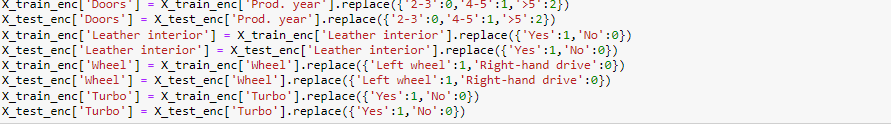 X_train_enc['Doors'] = X_train_enc['Prod. year'].replace({'2-3':0,'4-5':1,'>5':2})
X_test_enc['Doors'] = X_test_enc['Prod. year'].replace({'2-3':0,'4-5':1,'>5':2})
X_train_enc['Leather interior'] = X_train_enc['Leather interior'].replace({'Yes':1,'No':0})
X_test_enc['Leather interior'] = X_test_enc['Leather interior'].replace({'Yes':1,'No':0})
X_train_enc['Wheel'] = X_train_enc['Wheel'].replace({'Left wheel':1,'Right-hand drive':0})
X_test_enc['Wheel'] = X_test_enc['Wheel'].replace({'Left wheel':1,'Right-hand drive':0})
X_train_enc['Turbo'] = X_train_enc['Turbo'].replace({'Yes':1,'No':0})
X_test_enc['Turbo'] = X_test_enc['Turbo'].replace({'Yes':1,'No':0})